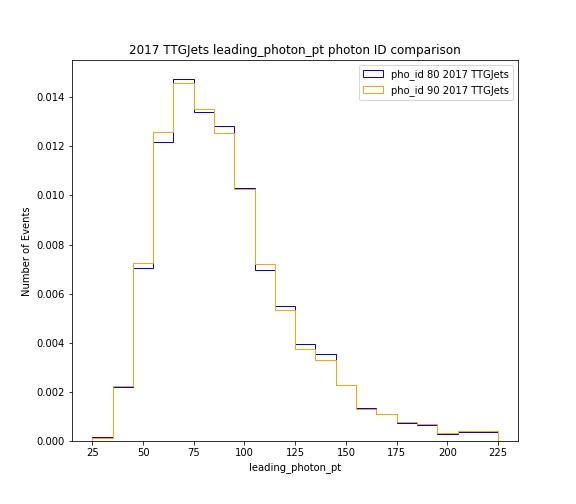 2017 TTGJets leading_photon_pt photon ID comparison
pho_id 80 2017 TTGJets
pho_id 90 2017 TTGJets
Number of Events
0.014
0.012
0.010
0.008
0.006
0.004
0.002
0.000
25 50 75 100 125 150 175 200 225
leading_photon_pt